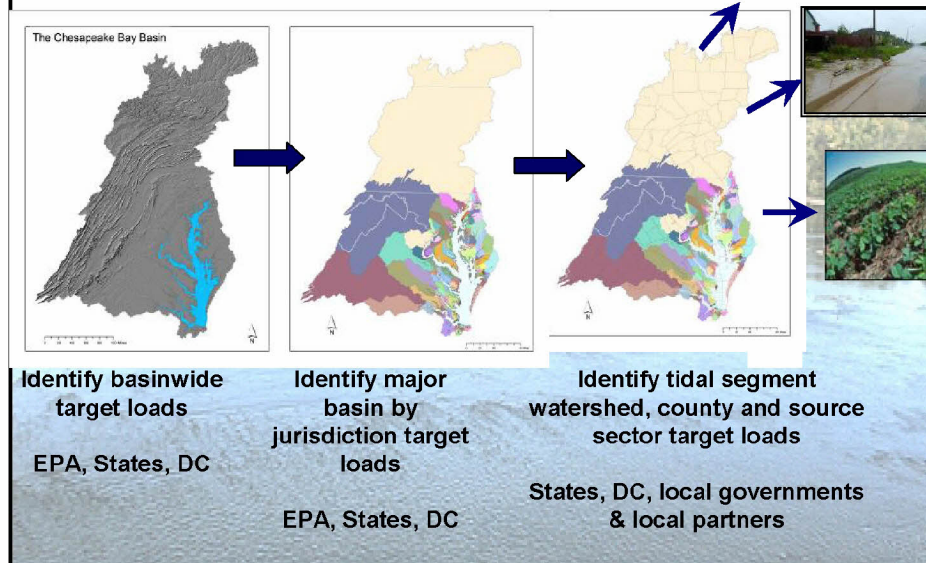 The Chesapeake Bay Basin
N
N
N
Identify basinwide
target loads
EPA, States, DC
Identify major
basin by
jurisdiction target
loads
EPA, States, DC
Identify tidal segment
watershed, county and source
sector target loads
States, DC, local governments
& local partners